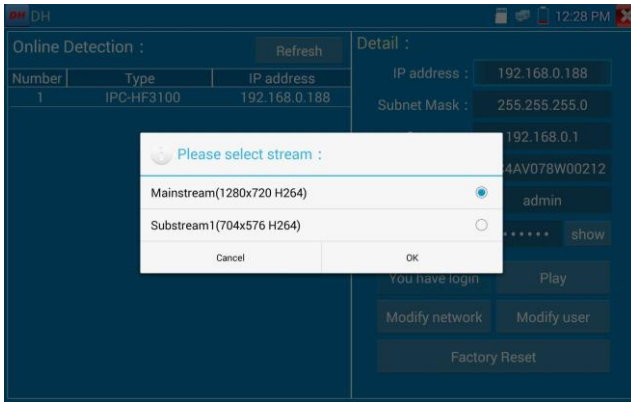 DH DH
12:28 PM
Online Detection :
Refresh
Number Type IP address
1 IPC-HF3100 192.168.0.188
Detail :
IP address : 192.168.0.188
Subnet Mask : 255.255.255.0
192.168.0.1
4AV078W00212
admin
•••••• show
You have login Play
Modify network Modify user
Factory Reset
Please select stream :
Mainstream(1280x720 H264)
Substream1(704x576 H264)
Cancel OK